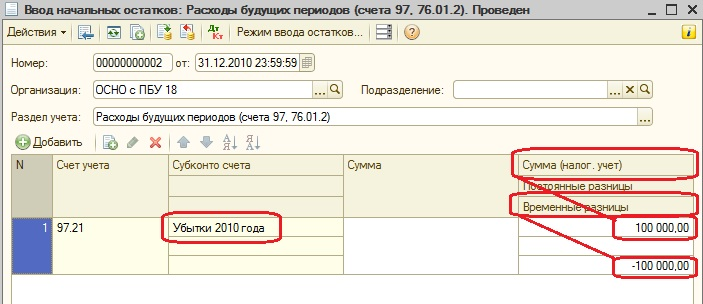 Ввод начальных остатков: Расходы будущих периодов (счета 97, 76.01.2). Проведен
Действия Дт Кт Режим ввода остатков...
Номер: 00000000002 от: 31.12.2010 23:59:59
Организация: ОСНО с ПБУ 18 ... Подразделение: ...
Раздел учета: Расходы будущих периодов (счета 97, 76.01.2) ...
Добавить
N Счет учета Субконто счета Сумма Сумма (налог. учет)
Постоянные разницы
Временные разницы
1 97.21 Убытки 2010 года 100 000,00
-100 000,00